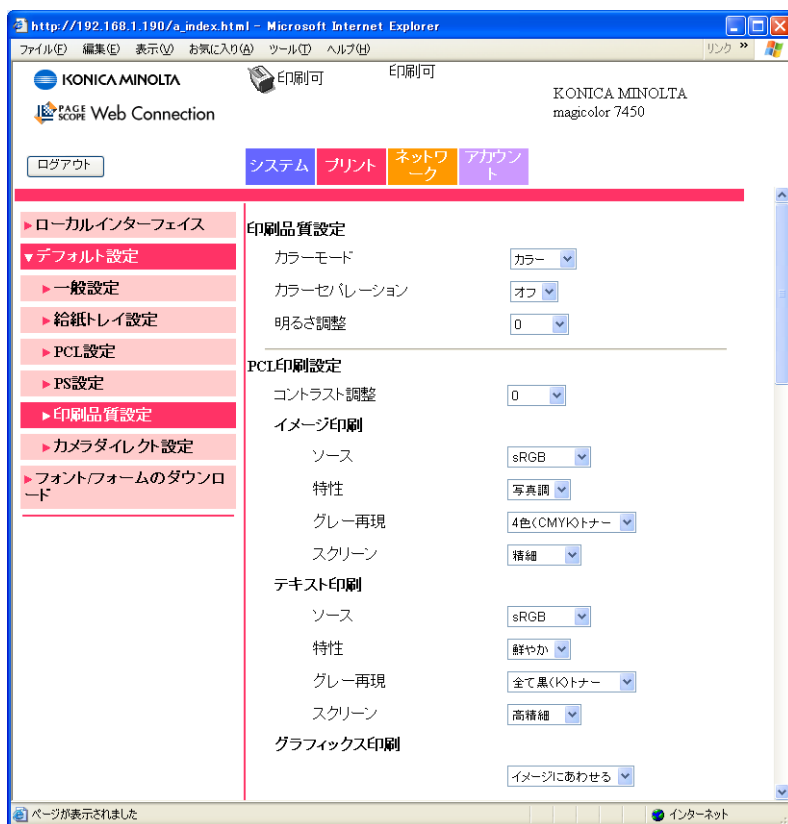 http://192.168.1.190/a_index.html - Microsoft Internet Explorer
ファイル(F) 編集(E) 表示(V) お気に入り(A) ツール(T) ヘルプ(H) リンク »
KONICA MINOLTA
印刷可
印刷可
KONICA MINOLTA
magicolor 7450
PAGE SCOPE Web Connection
ログアウト
システム
プリント
ネットワ
ーク
アカウン
ト
ローカルインターフェイス
デフォルト設定
一般設定
給紙トレイ設定
PCL設定
PS設定
印刷品質設定
カメラダイレクト設定
フォント/フォームのダウンロ
ード
印刷品質設定
カラーモード カラー
カラーセパレーション オフ
明るさ調整 0
PCL印刷設定
コントラスト調整 0
イメージ印刷
ソース sRGB
特性 写真調
グレー再現 4色(CMYK)トナー
スクリーン 精細
テキスト印刷
ソース sRGB
特性 鮮やか
グレー再現 全て黒(K)トナー
スクリーン 高精細
グラフィックス印刷
イメージにあわせる
ページが表示されました インターネット